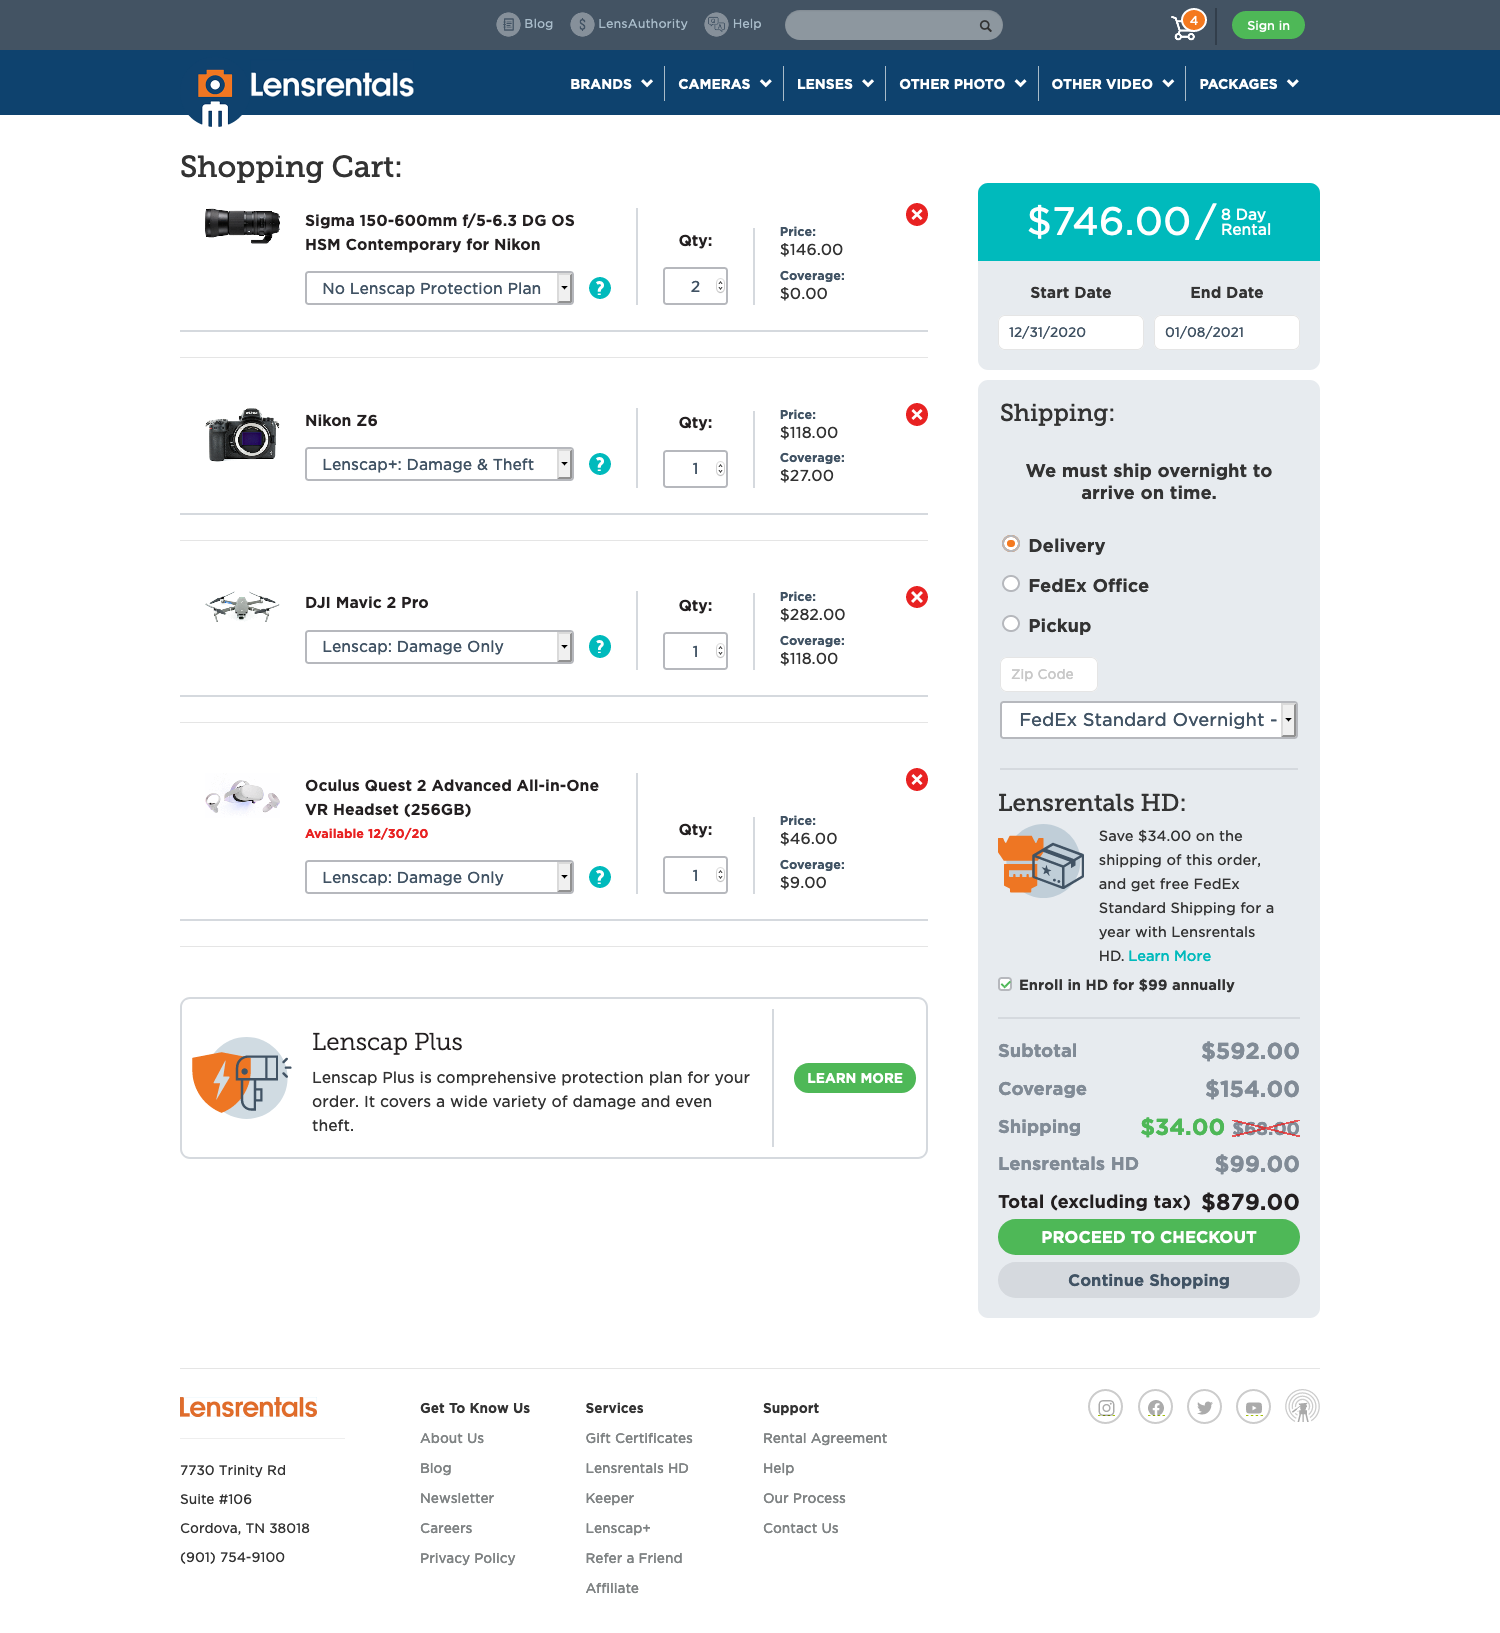 Blog
$ LensAuthority
Help
4
Sign in
Lensrentals
BRANDS
CAMERAS
LENSES
OTHER PHOTO
OTHER VIDEO
PACKAGES
Shopping Cart:
Sigma 150-600mm f/5-6.3 DG OS
HSM Contemporary for Nikon
No Lenscap Protection Plan
?
Qty:
2
Price:
$146.00
Coverage:
$0.00
Nikon Z6
Lenscap+: Damage & Theft
?
Qty:
1
Price:
$118.00
Coverage:
$27.00
DJI Mavic 2 Pro
Lenscap: Damage Only
?
Qty:
1
Price:
$282.00
Coverage:
$118.00
Oculus Quest 2 Advanced All-in-One
VR Headset (256GB)
Available 12/30/20
Lenscap: Damage Only
?
Qty:
1
Price:
$46.00
Coverage:
$9.00
Lenscap Plus
Lenscap Plus is comprehensive protection plan for your
order. It covers a wide variety of damage and even
theft.
LEARN MORE
$746.00/ 8 Day
Rental
Start Date
End Date
12/31/2020
01/08/2021
Shipping:
We must ship overnight to
arrive on time.
Delivery
FedEx Office
Pickup
Zip Code
FedEx Standard Overnight -
Lensrentals HD:
Save $34.00 on the
shipping of this order,
and get free FedEx
Standard Shipping for a
year with Lensrentals
HD. Learn More
Enroll in HD for $99 annually
Subtotal $592.00
Coverage $154.00
Shipping $34.00 $68.00
Lensrentals HD $99.00
Total (excluding tax) $879.00
PROCEED TO CHECKOUT
Continue Shopping
Lensrentals
7730 Trinity Rd
Suite #106
Cordova, TN 38018
(901) 754-9100
Get To Know Us
About Us
Blog
Newsletter
Careers
Privacy Policy
Services
Gift Certificates
Lensrentals HD
Keeper
Lenscap+
Refer a Friend
Affiliate
Support
Rental Agreement
Help
Our Process
Contact Us